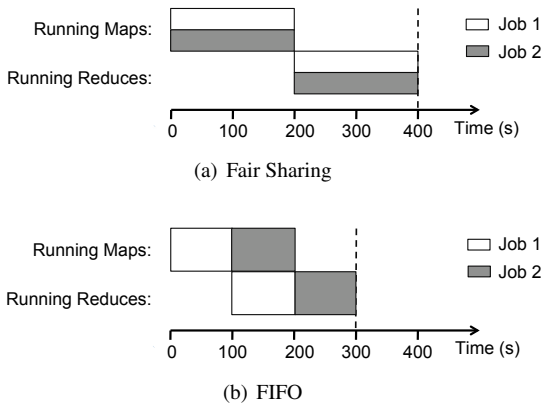 Running Maps:
Job 1
Job 2
Running Reduces:
0 100 200 300 400 Time (s)
(a) Fair Sharing
Running Maps:
Job 1
Job 2
Running Reduces:
0 100 200 300 400 Time (s)
(b) FIFO